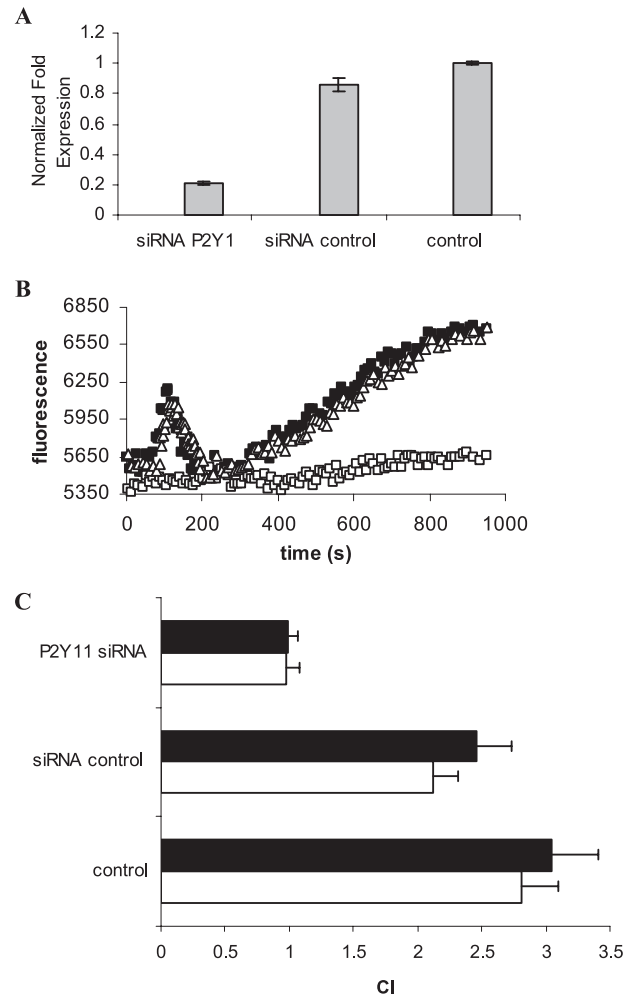 A
Normalized Fold
Expression
1.2
1
0.8
0.6
0.4
0.2
0
siRNA P2Y1
siRNA control
control
B
fluorescence
6850
6550
6250
5950
5650
5350
0
200
400
600
800
1000
time (s)
C
P2Y11 siRNA
siRNA control
control
0
0.5
1
1.5
2
2.5
3
3.5
CI